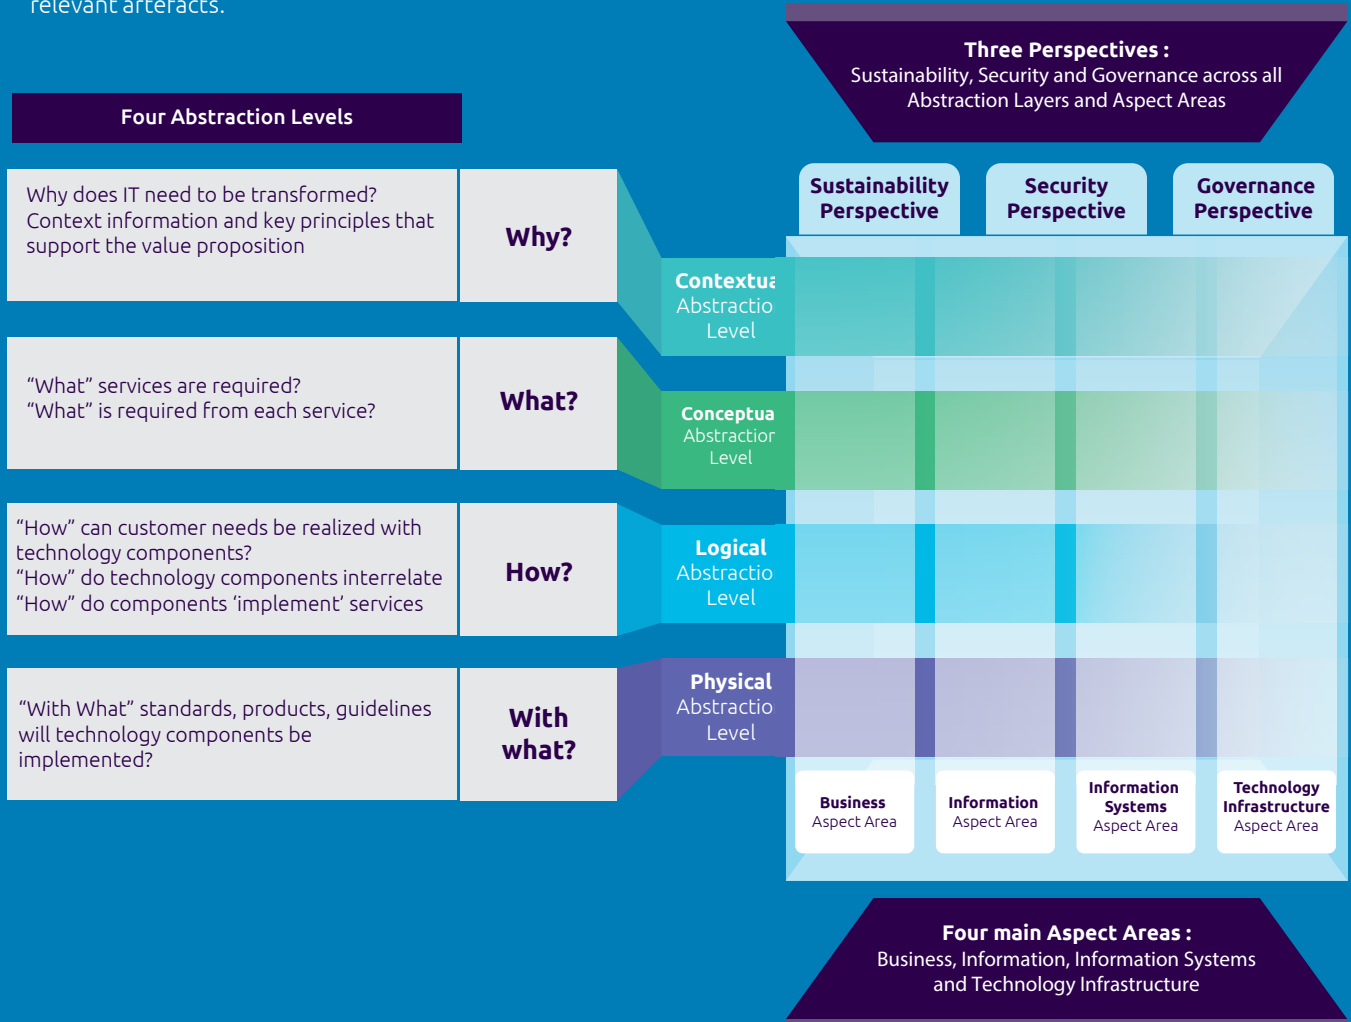 relevant artefacts.
Four Abstraction Levels
Why does IT need to be transformed?
Context information and key principles that
support the value proposition
Why?
“What” services are required?
“What” is required from each service?
What?
“How” can customer needs be realized with
technology components?
“How” do technology components interrelate
“How” do components ‘implement’ services
How?
“With What” standards, products, guidelines
will technology components be
implemented?
With
what?
Contextua
Abstractio
Level
Conceptua
Abstraction
Level
Logical
Abstractio
Level
Physical
Abstractio
Level
Three Perspectives :
Sustainability, Security and Governance across all
Abstraction Layers and Aspect Areas
Sustainability
Perspective
Security
Perspective
Governance
Perspective
Business
Aspect Area
Information
Aspect Area
Information
Systems
Aspect Area
Technology
Infrastructure
Aspect Area
Four main Aspect Areas :
Business, Information, Information Systems
and Technology Infrastructure